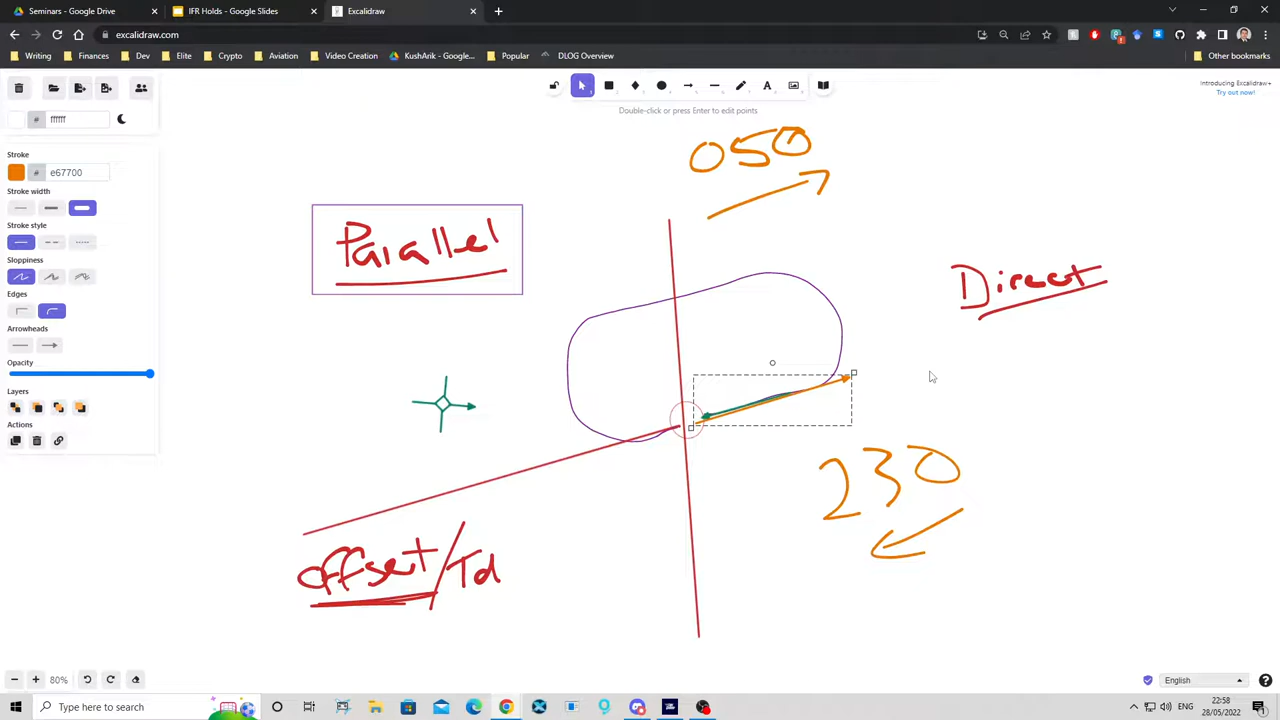 Seminars - Google Drive
IFR Holds - Google Slides
Excalidraw
excalidraw.com
Writing
Finances
Dev
Elite
Crypto
Aviation
Video Creation
KushArik - Google...
Popular
DLOG Overview
Other bookmarks
Introducing Excalidraw+
Try out now!
Double-click or press Enter to edit points
# ffffff
Stroke
# e67700
Stroke width
Stroke style
Sloppiness
Edges
Arrowheads
Opacity
Layers
Actions
050
Parallel
Direct
230
offset/Td
80%
English
Type here to search
22:58
28/05/2022